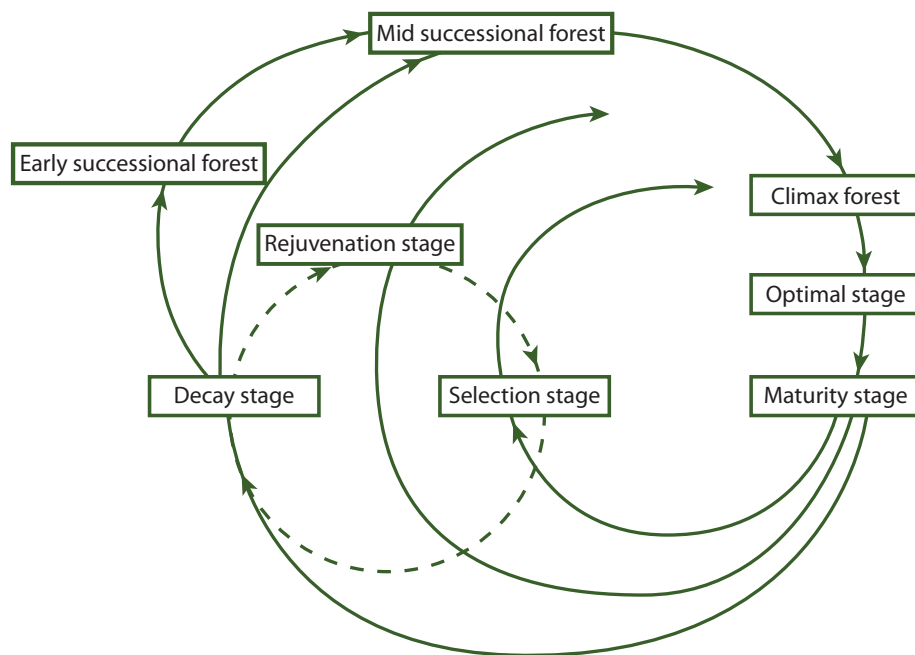 Mid successional forest
Early successional forest
Climax forest
Rejuvenation stage
Optimal stage
Decay stage
Selection stage
Maturity stage